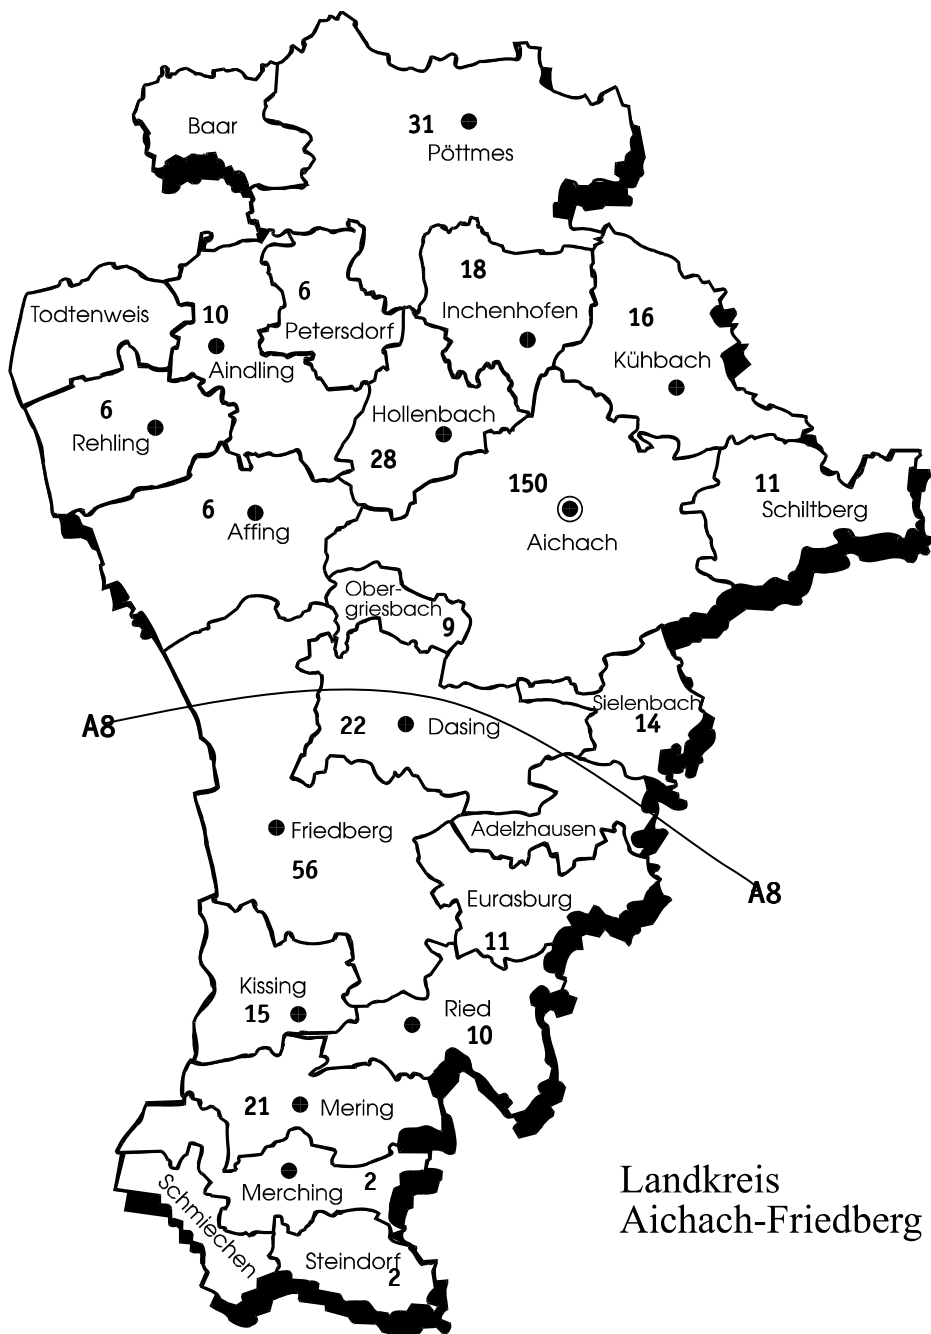 Baar
31
Pöttmes
18
Inchenhofen
6
Petersdorf
Todtenweis
10
Aindling
16
Kühbach
6
Rehling
Hollenbach
28
150
Aichach
11
Schiltberg
6
Affing
Ober-
griesbach
9
Sielenbach
14
A8
22
Dasing
Friedberg
56
Adelzhausen
A8
Eurasburg
11
Kissing
15
Ried
10
21
Mering
Merching
2
Schmiechen
Steindorf
2
Landkreis
Aichach-Friedberg